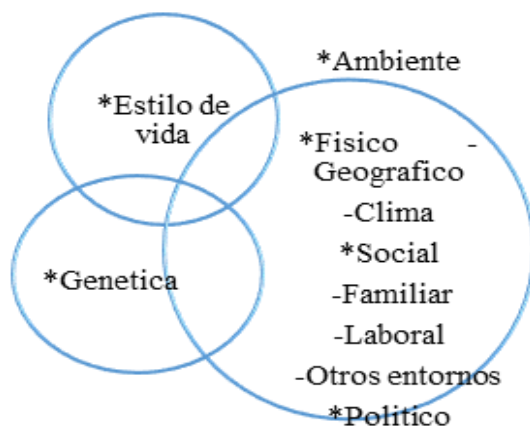 *Estilo de
vida
*Genetica
*Ambiente
*Fisico -
Geografico
-Clima
*Social
-Familiar
-Laboral
-Otros entornos
*Politico